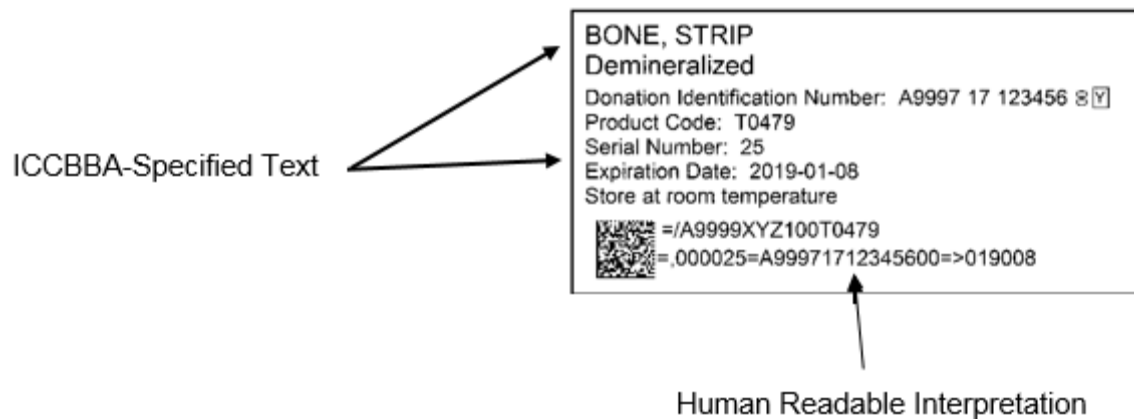 BONE, STRIP
Demineralized
Donation Identification Number: A9997 17 123456 8 Y
Product Code: T0479
Serial Number: 25
Expiration Date: 2019-01-08
Store at room temperature
=/A9999XYZ100T0479
=,000025=A99971712345600=>019008
ICCBBA-Specified Text
Human Readable Interpretation